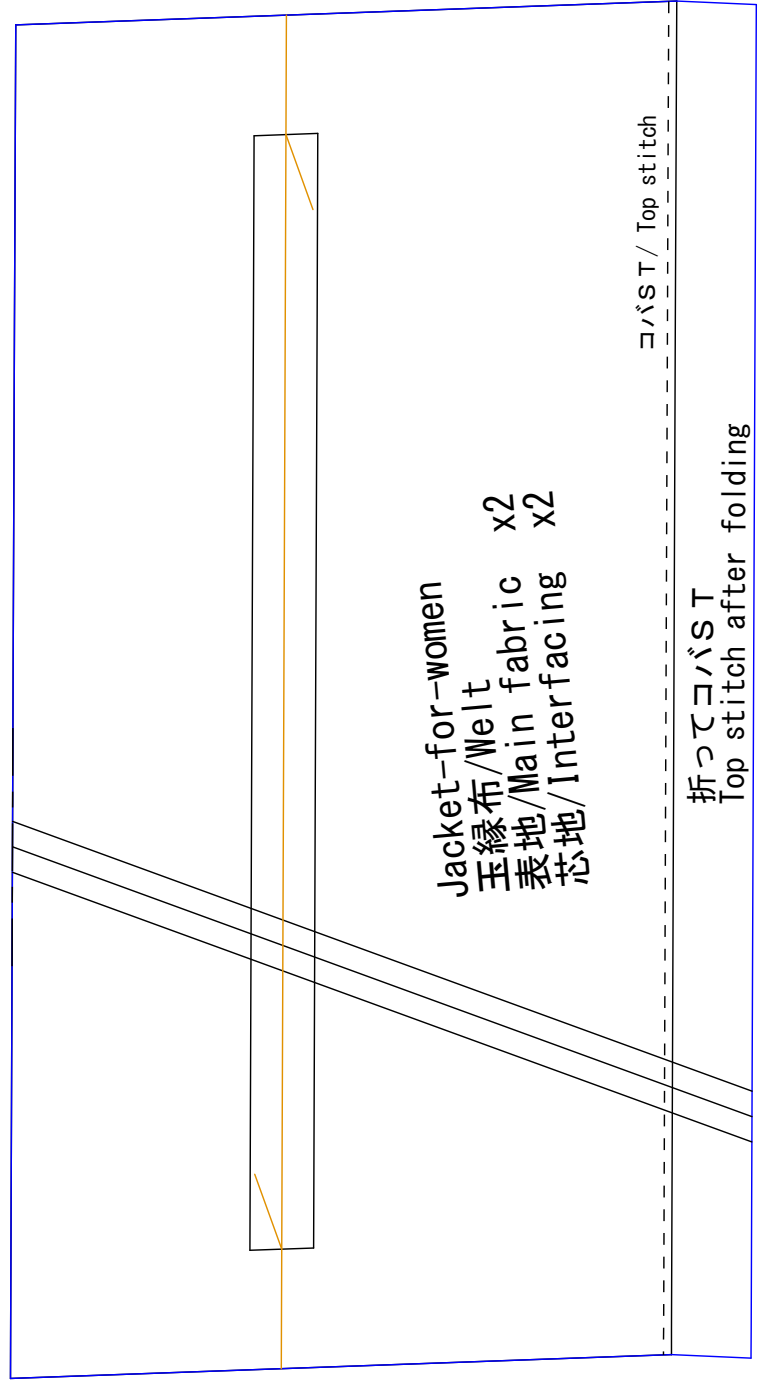 コバＳＴ/ Top stitch
Jacket-for-women
玉縁布/Welt
表地/Main fabric  x2
芯地/Interfacing  x2
折ってコバＳＴ
Top stitch after folding